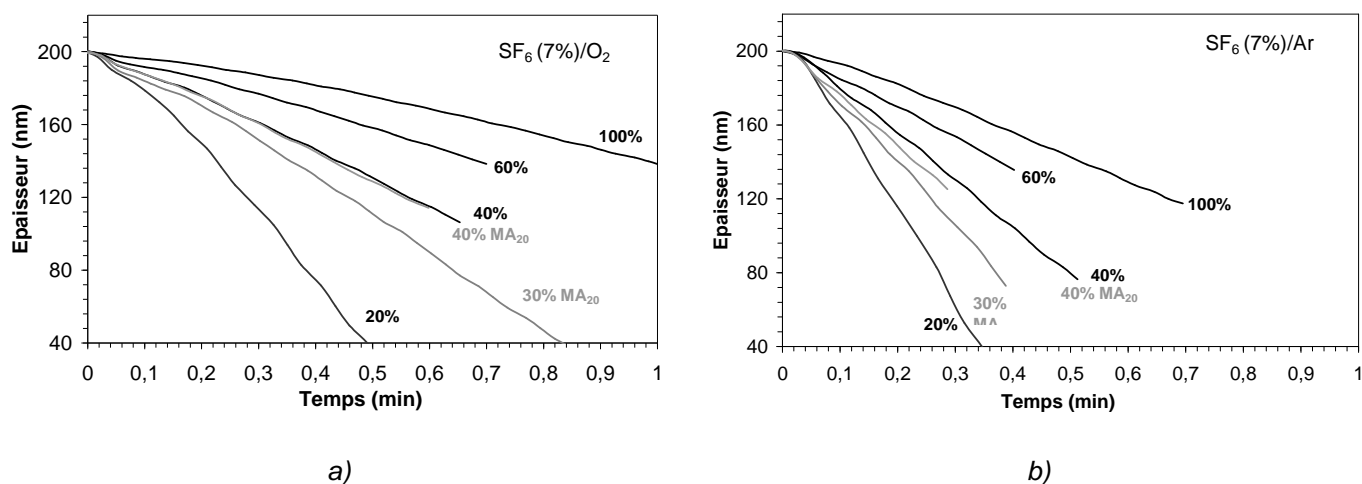 SF6 (7%)/O2
Epaisseur (nm)
200
160
120
80
40
100%
60%
40%
40% MA20
30% MA20
20%
0 0,1 0,2 0,3 0,4 0,5 0,6 0,7 0,8 0,9 1
Temps (min)
a)
SF6 (7%)/Ar
Epaisseur (nm)
200
160
120
80
40
60%
100%
40%
40% MA20
30%
MA
20%
0 0,1 0,2 0,3 0,4 0,5 0,6 0,7 0,8 0,9 1
Temps (min)
b)